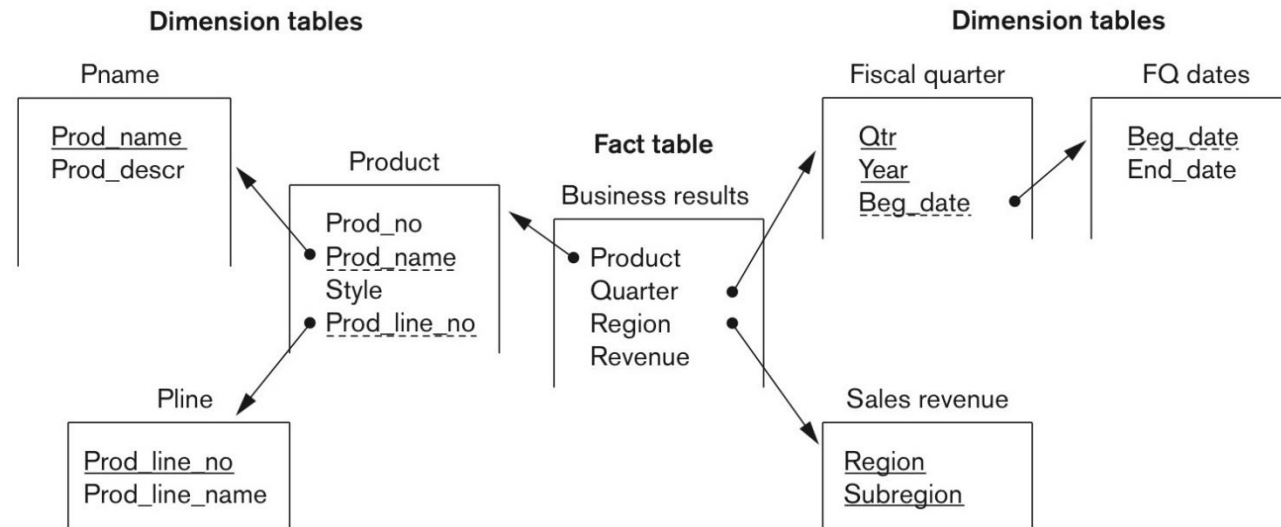 Dimension tables
Pname
Prod_name
Prod_descr
Product
Prod_no
Prod_name
Style
Prod_line_no
Pline
Prod_line_no
Prod_line_name
Fact table
Business results
Product
Quarter
Region
Revenue
Dimension tables
Fiscal quarter
Qtr
Year
Beg_date
FQ dates
Beg_date
End_date
Sales revenue
Region
Subregion